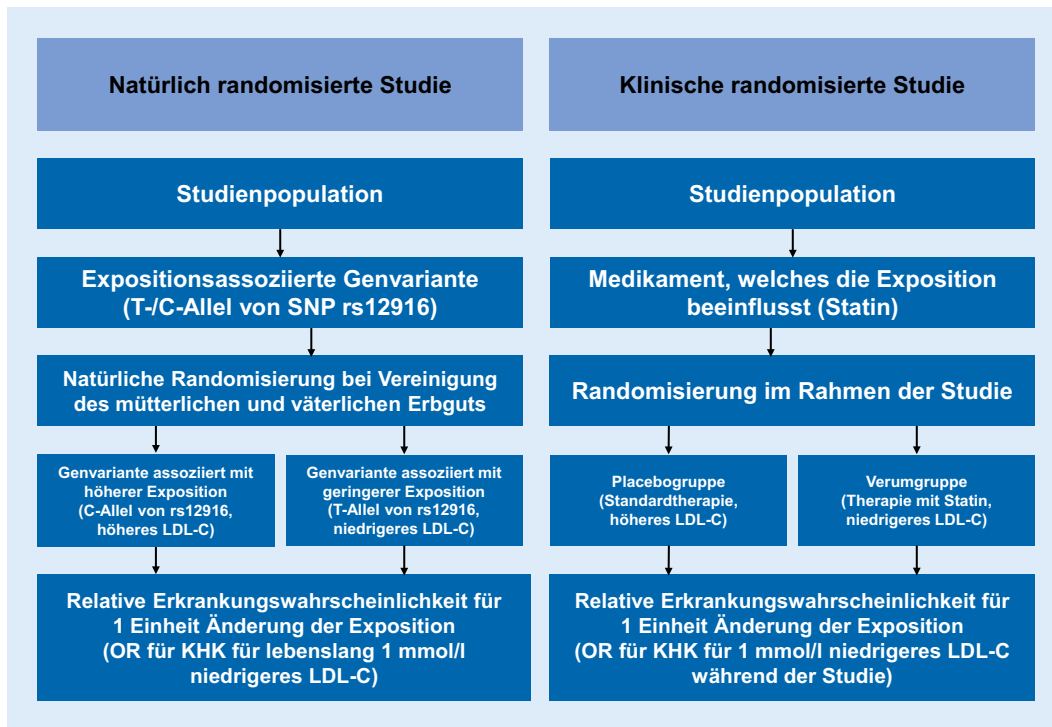 Natürlich randomisierte Studie
Studienpopulation
Expositionsassoziierte Genvariante
(T-/C-Allel von SNP rs12916)
Natürliche Randomisierung bei Vereinigung
des mütterlichen und väterlichen Erbguts
Genvariante assoziiert mit
höherer Exposition
(C-Allel von rs12916,
höheres LDL-C)
Genvariante assoziiert mit
geringerer Exposition
(T-Allel von rs12916,
niedrigeres LDL-C)
Relative Erkrankungswahrscheinlichkeit für
1 Einheit Änderung der Exposition
(OR für KHK für lebenslang 1 mmol/l
niedrigeres LDL-C)
Klinische randomisierte Studie
Studienpopulation
Medikament, welches die Exposition
beeinflusst (Statin)
Randomisierung im Rahmen der Studie
Placebogruppe
(Standardtherapie,
höheres LDL-C)
Verumgruppe
(Therapie mit Statin,
niedrigeres LDL-C)
Relative Erkrankungswahrscheinlichkeit für
1 Einheit Änderung der Exposition
(OR für KHK für 1 mmol/l niedrigeres LDL-C
während der Studie)